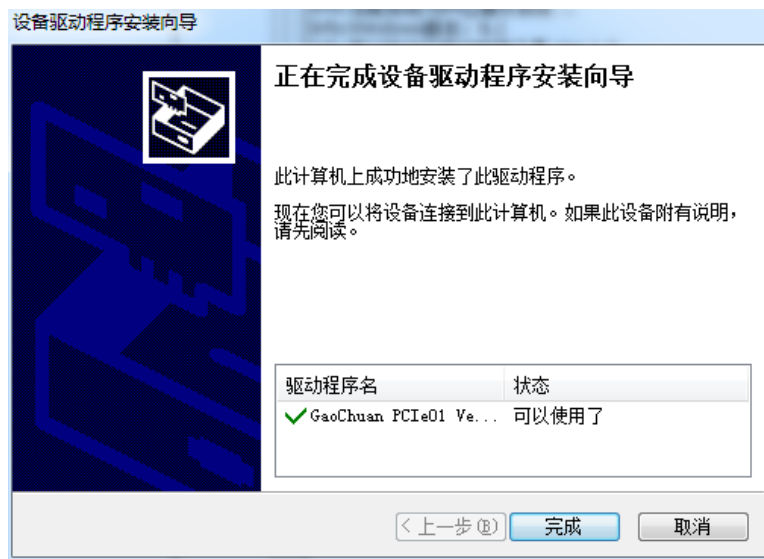 设备驱动程序安装向导
正在完成设备驱动程序安装向导
此计算机上成功地安装了此驱动程序。
现在您可以将设备连接到此计算机。如果此设备附有说明，
请先阅读。
驱动程序名 状态
GaoChuan PCIe01 Ve... 可以使用了
<上一步(B) 完成 取消